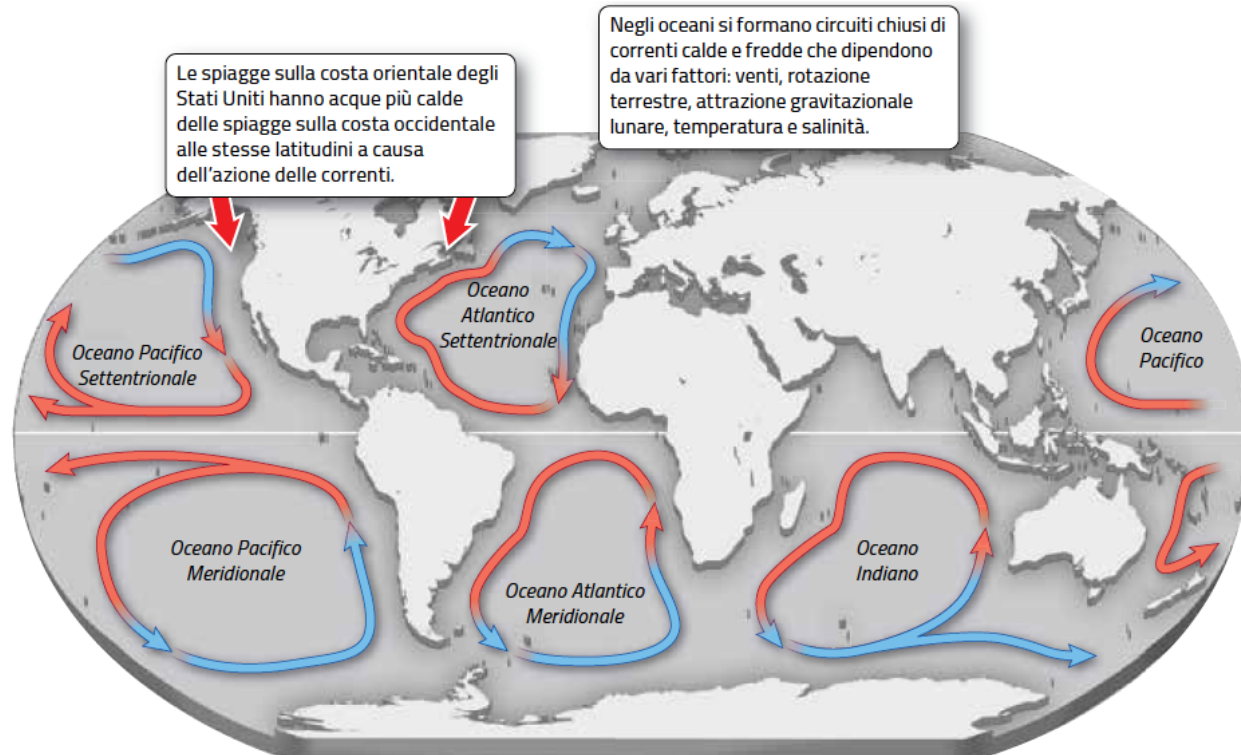 Le spiagge sulla costa orientale degli
Stati Uniti hanno acque più calde
delle spiagge sulla costa occidentale
alle stesse latitudini a causa
dell'azione delle correnti.
Negli oceani si formano circuiti chiusi di
correnti calde e fredde che dipendono
da vari fattori: venti, rotazione
terrestre, attrazione gravitazionale
lunare, temperatura e salinità.
Oceano Pacifico
Settentrionale
Oceano
Atlantico
Settentrionale
Oceano
Pacifico
Oceano Pacifico
Meridionale
Oceano Atlantico
Meridionale
Oceano
Indiano